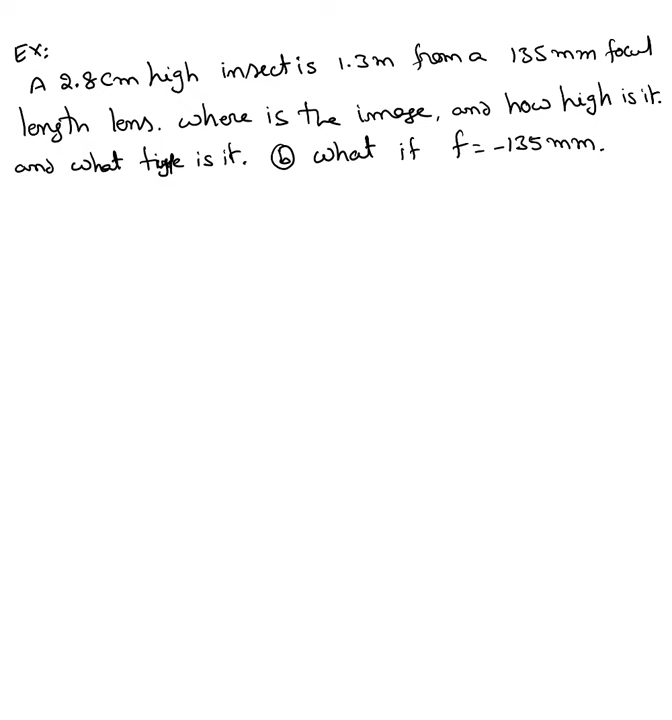 Ex:
A 2.8cm high insect is 1.3m from a 135mm focul
length lens. where is the image, and how high is it.
and what type is it. ⓑ what if f = -135mm.